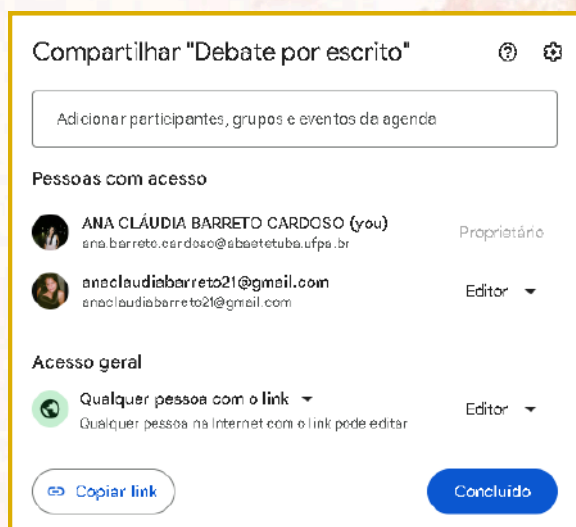 Compartilhar "Debate por escrito"
Adicionar participantes, grupos e eventos da agenda
Pessoas com acesso
ANA CLÁUDIA BARRETO CARDOSO (you)
ana.barreto.cardoso@abaetetuba.ufpa.br
Proprietário
anaclaudiabarreto21@gmail.com
anaclaudiabarreto21@gmail.com
Editor
Acesso geral
Qualquer pessoa com o link
Qualquer pessoa na Internet com o link pode editar
Editor
Copiar link
Concluído